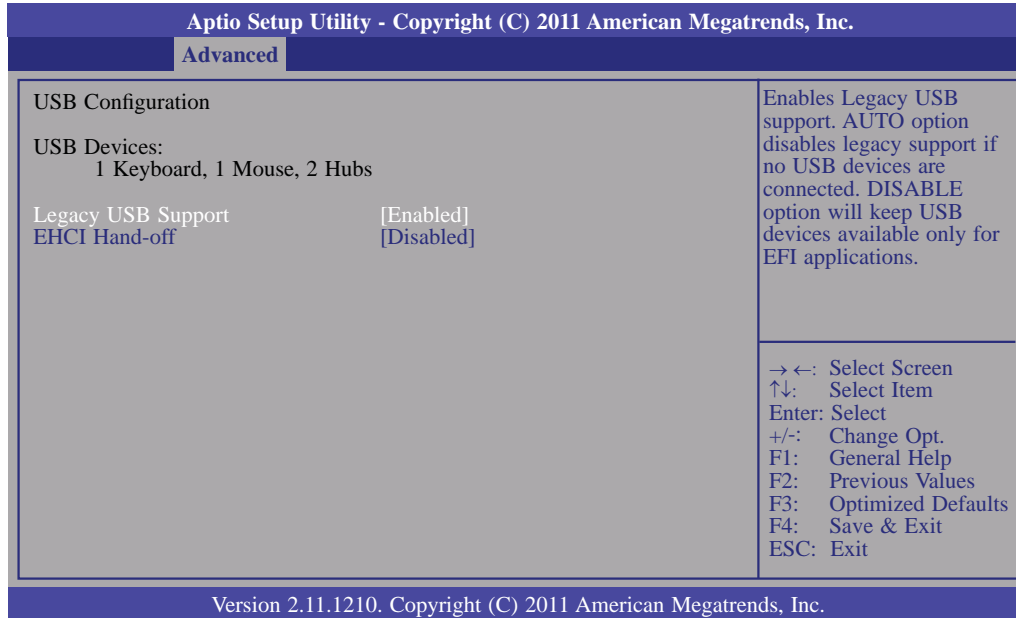 Aptio Setup Utility - Copyright (C) 2011 American Megatrends, Inc.
Advanced
USB Configuration
USB Devices:
1 Keyboard, 1 Mouse, 2 Hubs
Legacy USB Support [Enabled]
EHCI Hand-off [Disabled]
Enables Legacy USB
support. AUTO option
disables legacy support if
no USB devices are
connected. DISABLE
option will keep USB
devices available only for
EFI applications.
→←: Select Screen
↑↓: Select Item
Enter: Select
+/-: Change Opt.
F1: General Help
F2: Previous Values
F3: Optimized Defaults
F4: Save & Exit
ESC: Exit
Version 2.11.1210. Copyright (C) 2011 American Megatrends, Inc.